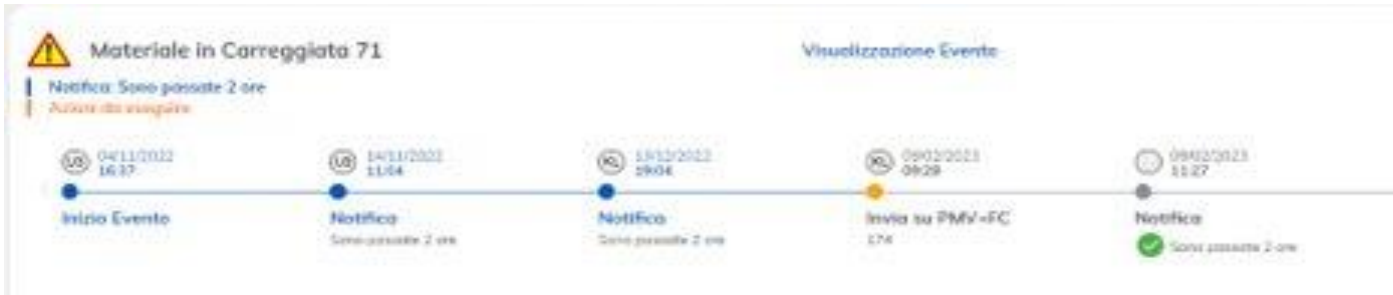 Materiale in Carreggiata 71
Visualizzazione Evento
Notifica: Sono passate 2 ore
Azioni da eseguire
04/11/2022
16:37
Inizio Evento
14/11/2022
11:04
Notifica
Sono passate 2 ore
KL
13/12/2022
19:04
Notifica
Sono passate 2 ore
KL
09/02/2023
09:28
Invia su PMV-FC
174
09/02/2023
11:27
Notifica
Sono passate 2 ore